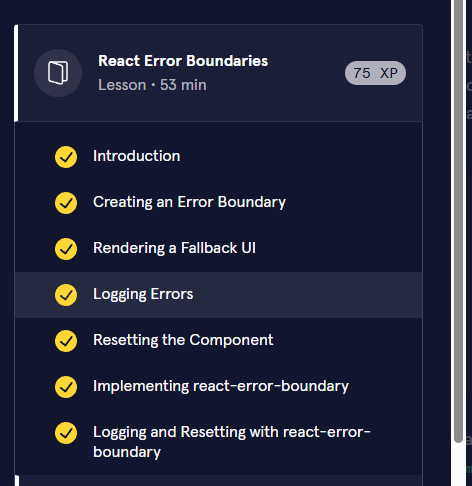 React Error Boundaries
Lesson • 53 min
75 XP
Introduction
Creating an Error Boundary
Rendering a Fallback UI
Logging Errors
Resetting the Component
Implementing react-error-boundary
Logging and Resetting with react-error-
boundary